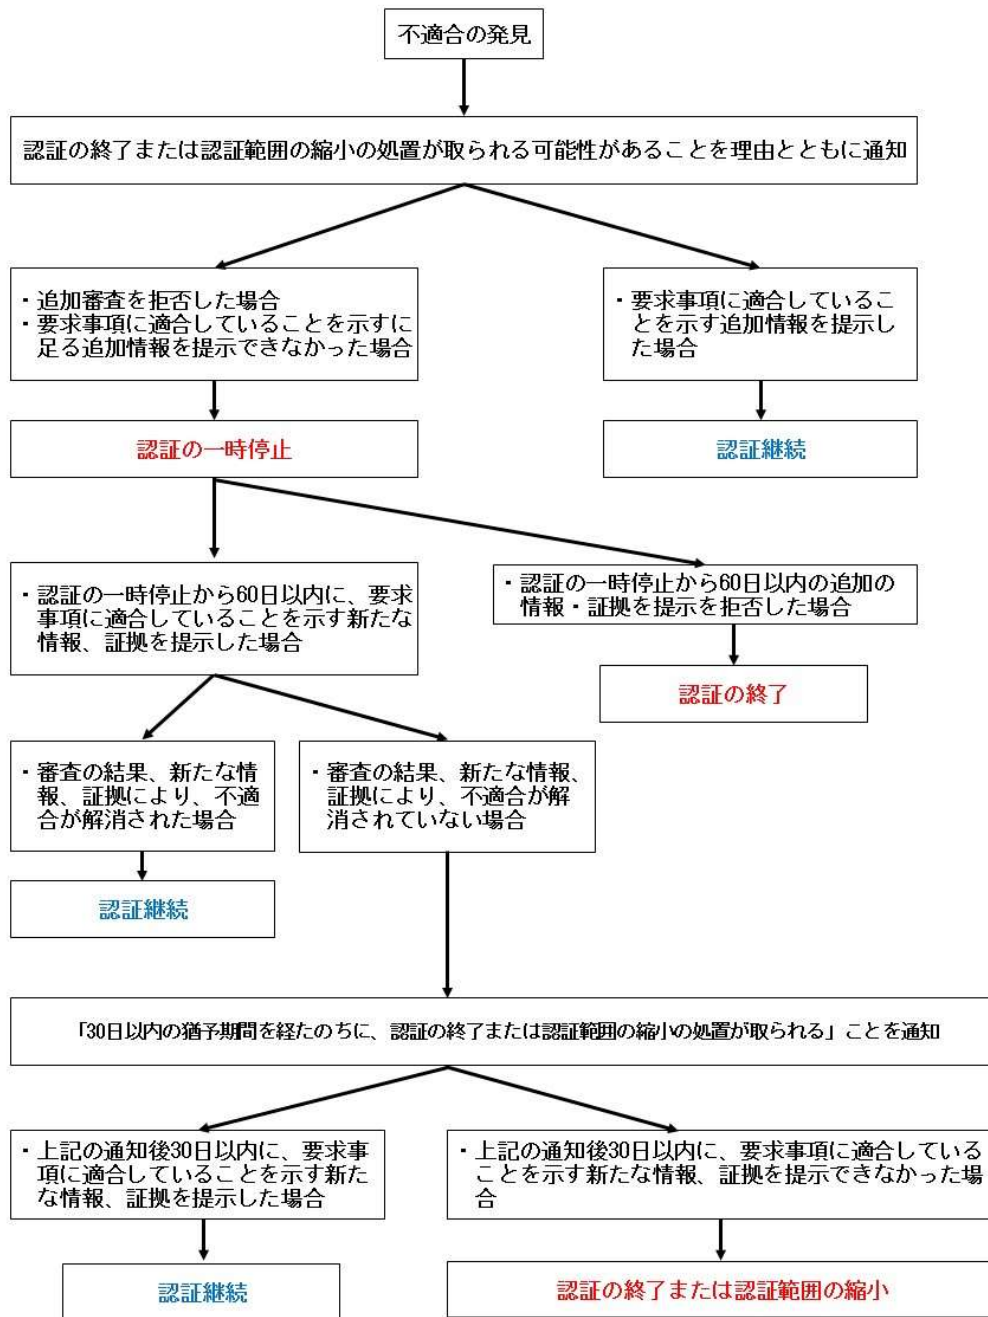 不適合の発見
認証の終了または認証範囲の縮小の処置が取られる可能性があることを理由とともに通知
・追加審査を拒否した場合
・要求事項に適合していることを示すに
足る追加情報を提示できなかった場合
・要求事項に適合しているこ
とを示す追加情報を提示し
た場合
認証の一時停止
認証継続
・認証の一時停止から60日以内に、要求
事項に適合していることを示す新たな
情報、証拠を提示した場合
・認証の一時停止から60日以内の追加の
情報・証拠を提示を拒否した場合
認証の終了
・審査の結果、新たな情
報、証拠により、不適
合が解消された場合
・審査の結果、新たな情報、
証拠により、不適合が解
消されていない場合
認証継続
「30日以内の猶予期間を経たのちに、認証の終了または認証範囲の縮小の処置が取られる」ことを通知
・上記の通知後30日以内に、要求事
項に適合していることを示す新た
な情報、証拠を提示した場合
・上記の通知後30日以内に、要求事項に適合している
ことを示す新たな情報、証拠を提示できなかった場
合
認証継続
認証の終了または認証範囲の縮小